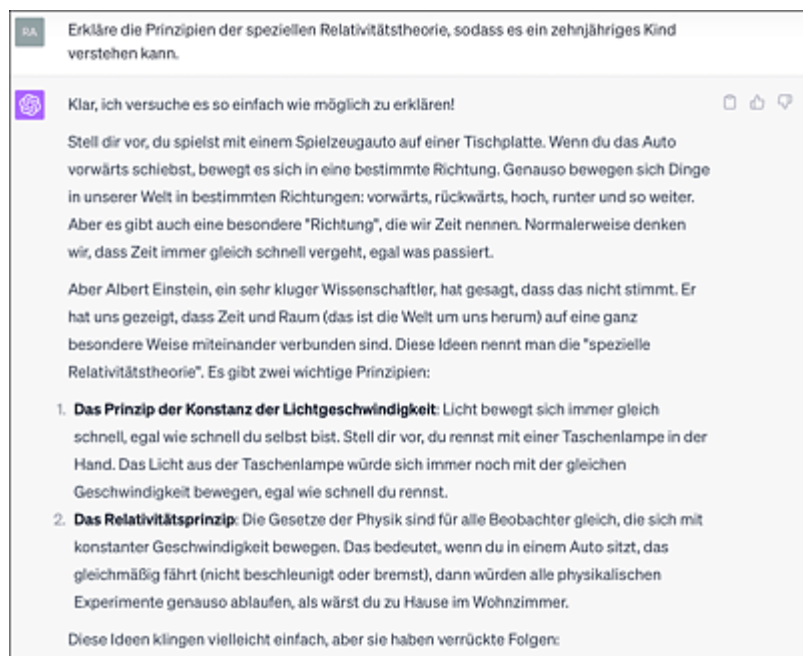 RA
Erkläre die Prinzipien der speziellen Relativitätstheorie, sodass es ein zehnjähriges Kind
verstehen kann.
Klar, ich versuche es so einfach wie möglich zu erklären!
Stell dir vor, du spielst mit einem Spielzeugauto auf einer Tischplatte. Wenn du das Auto
vorwärts schiebst, bewegt es sich in eine bestimmte Richtung. Genauso bewegen sich Dinge
in unserer Welt in bestimmten Richtungen: vorwärts, rückwärts, hoch, runter und so weiter.
Aber es gibt auch eine besondere "Richtung", die wir Zeit nennen. Normalerweise denken
wir, dass Zeit immer gleich schnell vergeht, egal was passiert.
Aber Albert Einstein, ein sehr kluger Wissenschaftler, hat gesagt, dass das nicht stimmt. Er
hat uns gezeigt, dass Zeit und Raum (das ist die Welt um uns herum) auf eine ganz
besondere Weise miteinander verbunden sind. Diese Ideen nennt man die "spezielle
Relativitätstheorie". Es gibt zwei wichtige Prinzipien:
1. Das Prinzip der Konstanz der Lichtgeschwindigkeit: Licht bewegt sich immer gleich
schnell, egal wie schnell du selbst bist. Stell dir vor, du rennst mit einer Taschenlampe in der
Hand. Das Licht aus der Taschenlampe würde sich immer noch mit der gleichen
Geschwindigkeit bewegen, egal wie schnell du rennst.
2. Das Relativitätsprinzip: Die Gesetze der Physik sind für alle Beobachter gleich, die sich mit
konstanter Geschwindigkeit bewegen. Das bedeutet, wenn du in einem Auto sitzt, das
gleichmäßig fährt (nicht beschleunigt oder bremst), dann würden alle physikalischen
Experimente genauso ablaufen, als wärst du zu Hause im Wohnzimmer.
Diese Ideen klingen vielleicht einfach, aber sie haben verrückte Folgen: